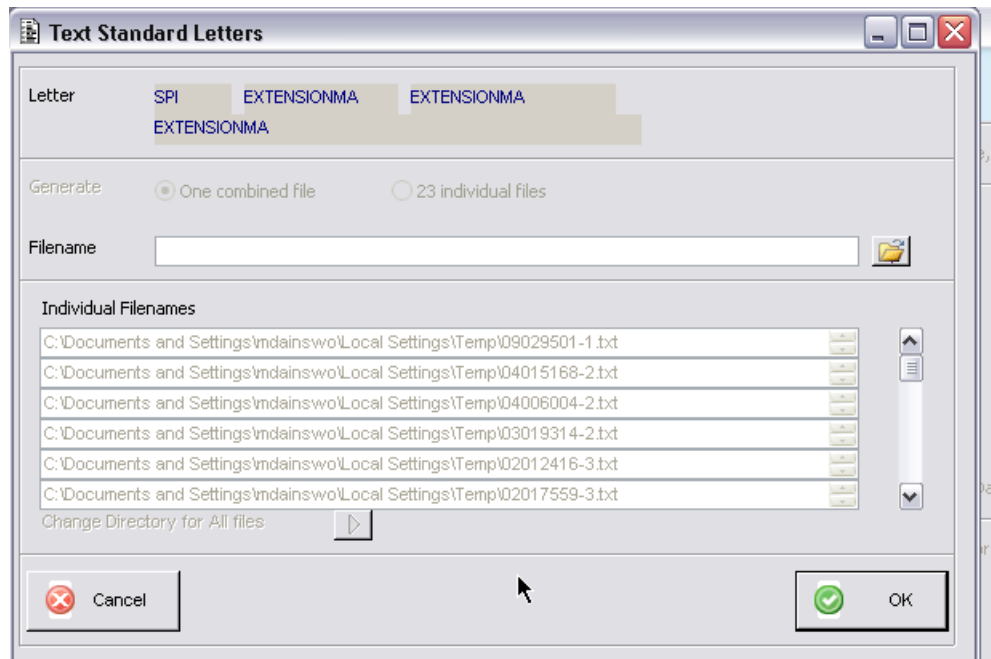 Text Standard Letters
Letter SPI EXTENSIONMA EXTENSIONMA
EXTENSIONMA
Generate One combined file 23 individual files
Filename
Individual Filenames
C:\Documents and Settings\mdainswo\Local Settings\Temp\09029501-1.txt
C:\Documents and Settings\mdainswo\Local Settings\Temp\04015168-2.txt
C:\Documents and Settings\mdainswo\Local Settings\Temp\04006004-2.txt
C:\Documents and Settings\mdainswo\Local Settings\Temp\03019314-2.txt
C:\Documents and Settings\mdainswo\Local Settings\Temp\02012416-3.txt
C:\Documents and Settings\mdainswo\Local Settings\Temp\02017559-3.txt
Change Directory for All files
Cancel OK